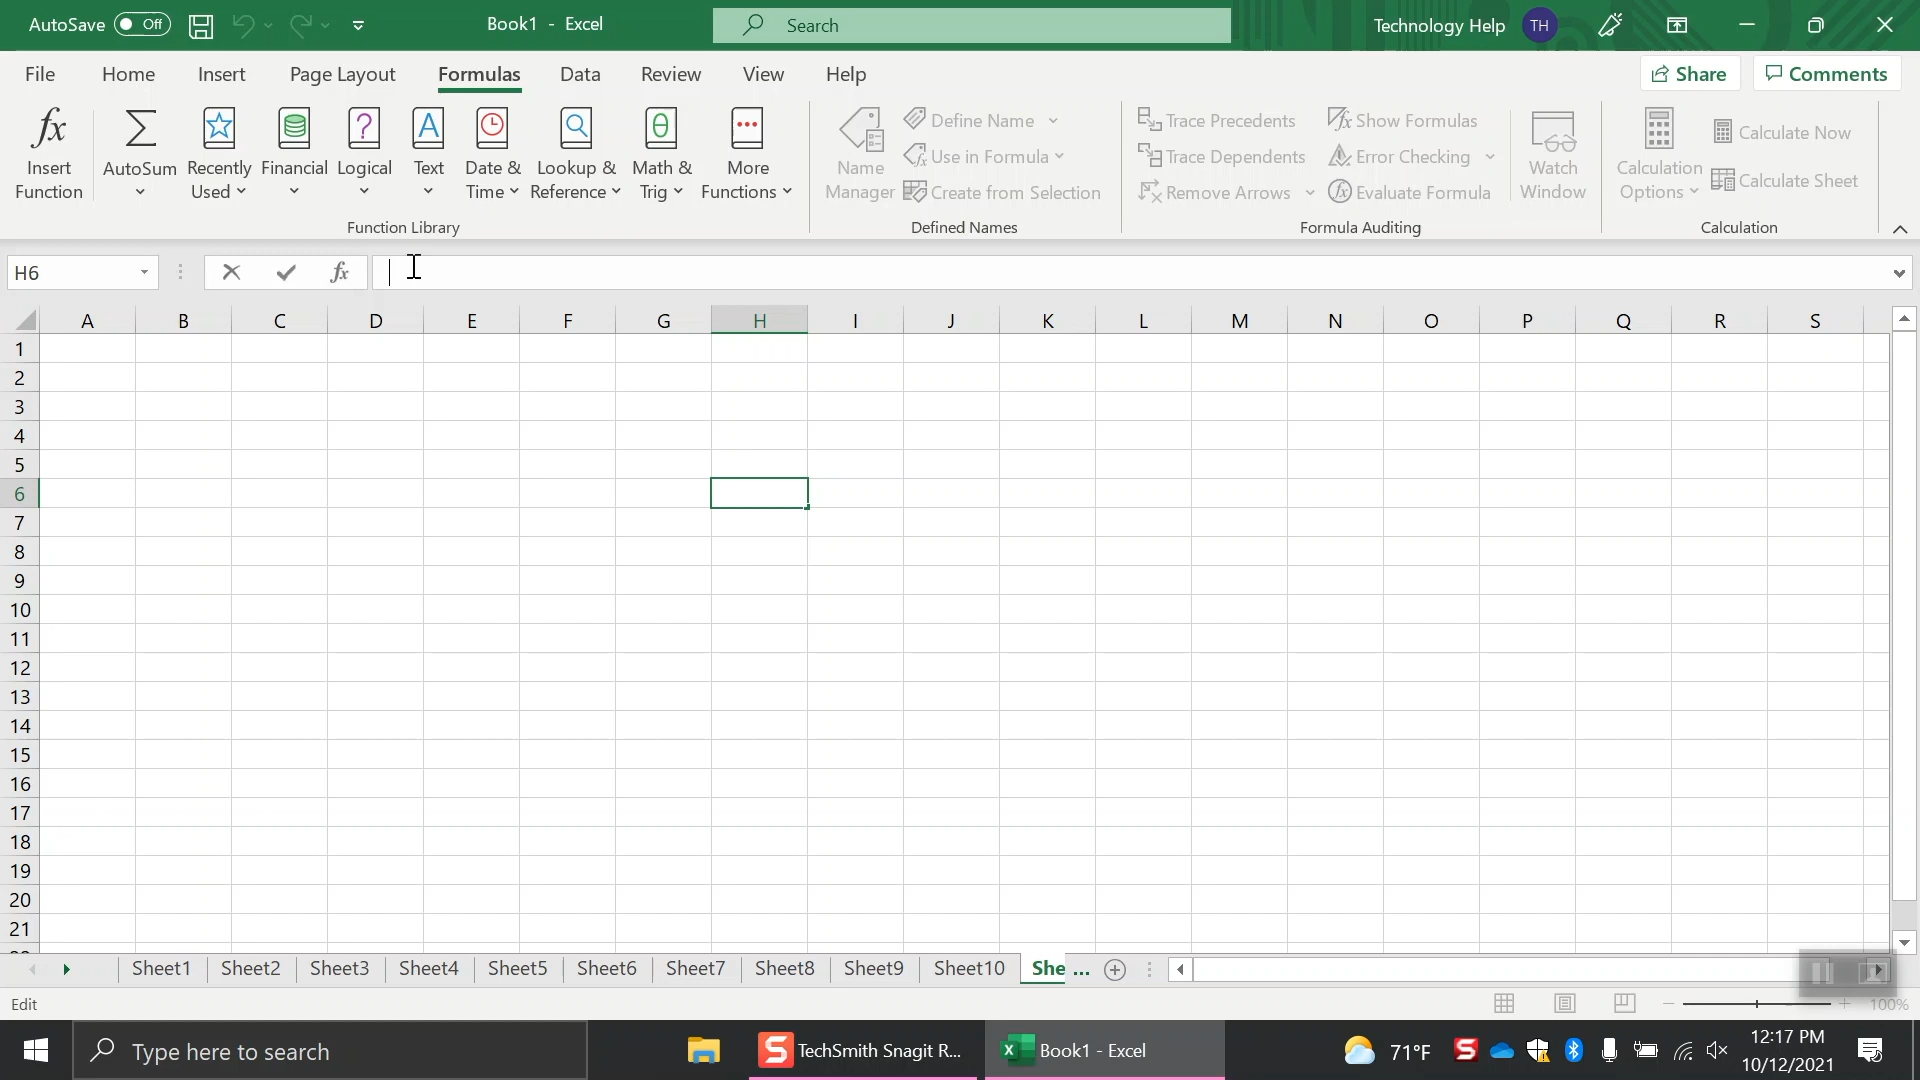 AutoSave Off Book1 - Excel Search Technology Help TH
File Home Insert Page Layout Formulas Data Review View Help Share Comments
fx Insert Function
AutoSum
Recently Used
Financial
Logical
A Text
Date & Time
Lookup & Reference
θ Math & Trig
More Functions
Function Library
Name Manager
Define Name
Use in Formula
Create from Selection
Defined Names
Trace Precedents
Trace Dependents
Remove Arrows
Show Formulas
Error Checking
Evaluate Formula
Watch Window
Formula Auditing
Calculation Options
Calculate Now
Calculate Sheet
Calculation
H6 fx
A B C D E F G H I J K L M N O P Q R S
1
2
3
4
5
6
7
8
9
10
11
12
13
14
15
16
17
18
19
20
21
Sheet1 Sheet2 Sheet3 Sheet4 Sheet5 Sheet6 Sheet7 Sheet8 Sheet9 Sheet10 She ...
Edit 100%
Type here to search TechSmith Snagit R... Book1 - Excel 71°F 12:17 PM
10/12/2021